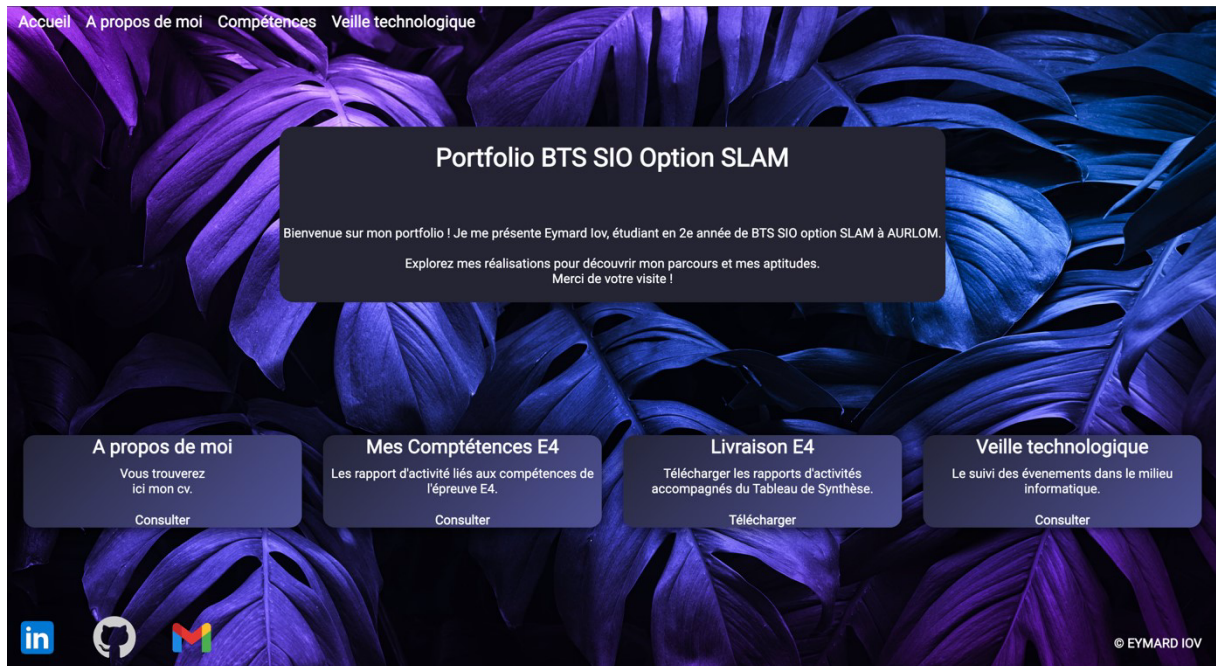 Accueil A propos de moi Compétences Veille technologique
Portfolio BTS SIO Option SLAM
Bienvenue sur mon portfolio ! Je me présente Eymard Iov, étudiant en 2e année de BTS SIO option SLAM à AURLOM.
Explorez mes réalisations pour découvrir mon parcours et mes aptitudes.
Merci de votre visite !
A propos de moi
Vous trouverez
ici mon cv.
Consulter
Mes Comptétences E4
Les rapport d'activité liés aux compétences de
l'épreuve E4.
Consulter
Livraison E4
Télécharger les rapports d'activités
accompagnés du Tableau de Synthèse.
Télécharger
Veille technologique
Le suivi des évenements dans le milieu
informatique.
Consulter
in
© EYMARD IOV